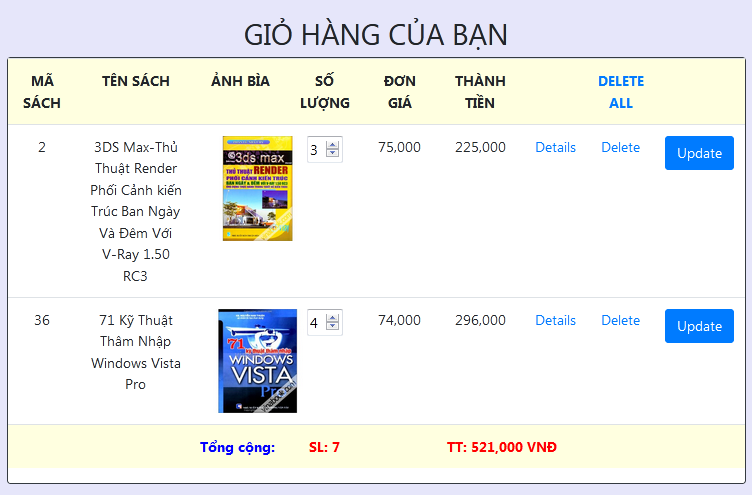 GIỎ HÀNG CỦA BẠN
MÃ SÁCH
TÊN SÁCH
ẢNH BÌA
SỐ LƯỢNG
ĐƠN GIÁ
THÀNH TIỀN
DELETE ALL
2
3DS Max-Thủ
Thuật Render
Phối Cảnh kiến
Trúc Ban Ngày
Và Đêm Với
V-Ray 1.50
RC3
3ds max
THỦ THUẬT RENDER
PHỐI CẢNH KIẾN TRÚC
3
75,000
225,000
Details
Delete
Update
36
71 Kỹ Thuật
Thâm Nhập
Windows Vista
Pro
71
WINDOWS
VISTA
Pro
4
74,000
296,000
Details
Delete
Update
Tổng cộng:
SL: 7
TT: 521,000 VNĐ